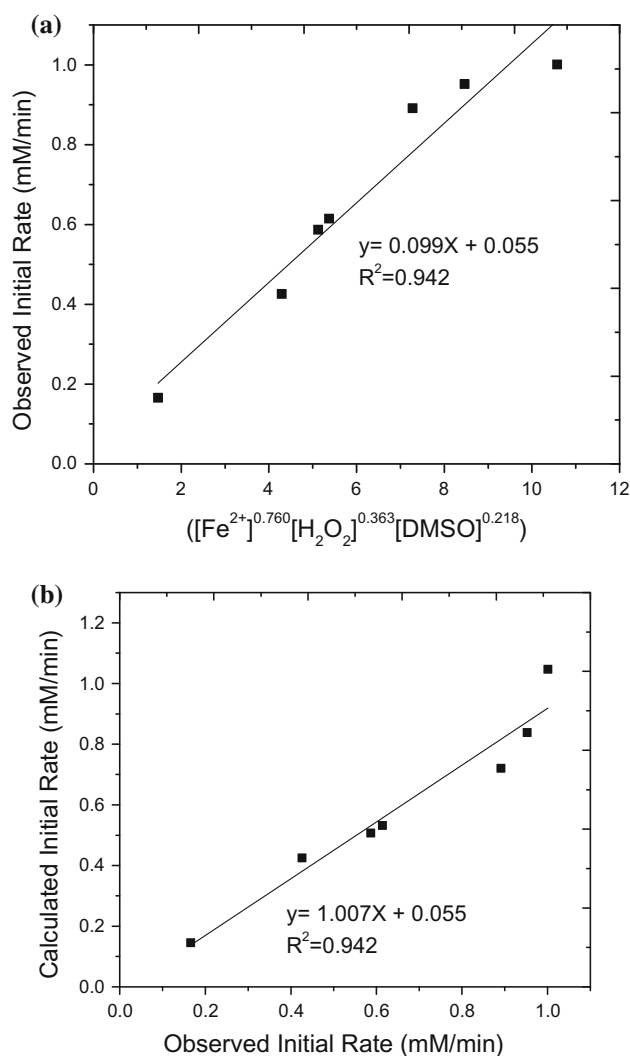 (a)
1.0
0.8
0.6
0.4
0.2
0.0
Observed Initial Rate (mM/min)
y= 0.099X + 0.055
R²=0.942
0 2 4 6 8 10 12
([Fe²⁺]⁰·⁷⁶⁰[H₂O₂]⁰·³⁶³[DMSO]⁰·²¹⁸)
(b)
1.2
1.0
0.8
0.6
0.4
0.2
0.0
Calculated Initial Rate (mM/min)
y= 1.007X + 0.055
R²=0.942
0.0 0.2 0.4 0.6 0.8 1.0
Observed Initial Rate (mM/min)